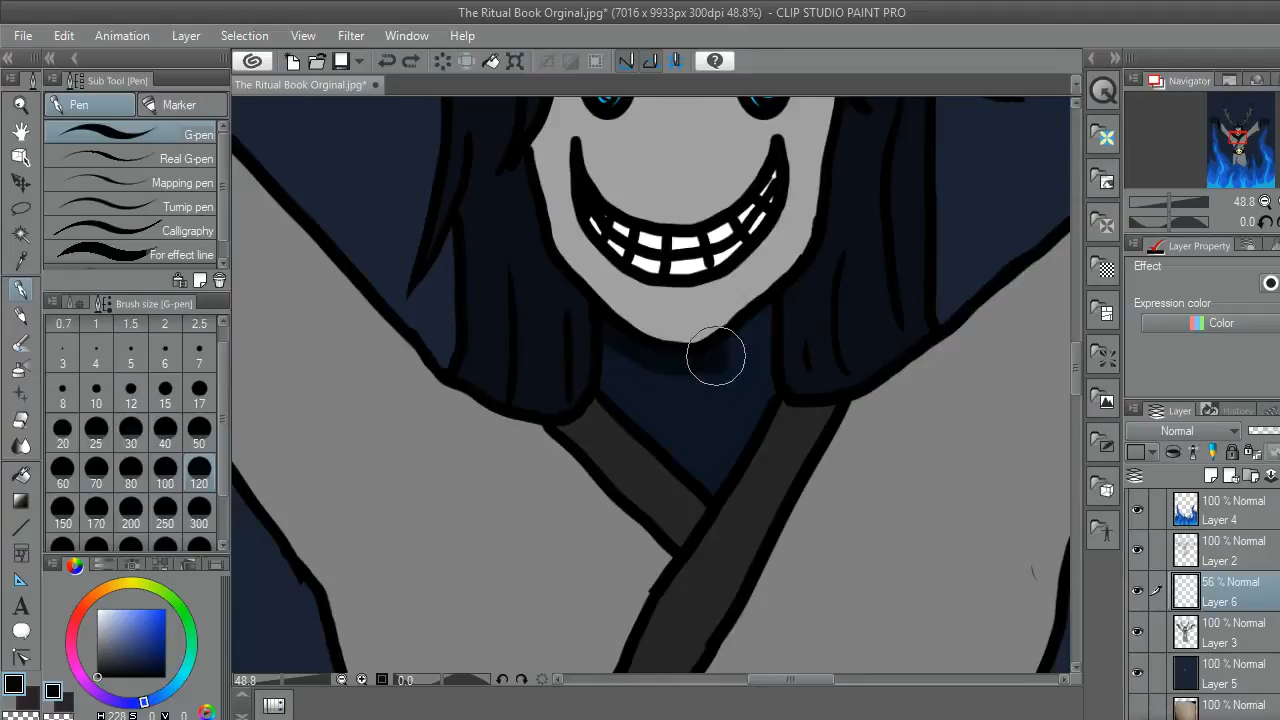 The Ritual Book Orginal.jpg* (7016 x 9933px 300dpi 48.8%) - CLIP STUDIO PAINT PRO
File Edit Animation Layer Selection View Filter Window Help
Sub Tool [Pen]
The Ritual Book Orginal.jpg*
Navigator
Pen Marker
G-pen
Real G-pen
Mapping pen
Turnip pen
Calligraphy
For effect line
48.8
0.0
Layer Property
Effect
Expression color
Color
Brush size [G-pen]
0.7 1 1.5 2 2.5
3 4 5 6 7
8 10 12 15 17
20 25 30 40 50
60 70 80 100 120
150 170 200 250 300
Layer History
Normal
100 % Normal
Layer 4
100 % Normal
Layer 2
56 % Normal
Layer 6
100 % Normal
Layer 3
100 % Normal
Layer 5
100 % Normal
48.8 0.0
H 228 S 0 V 0